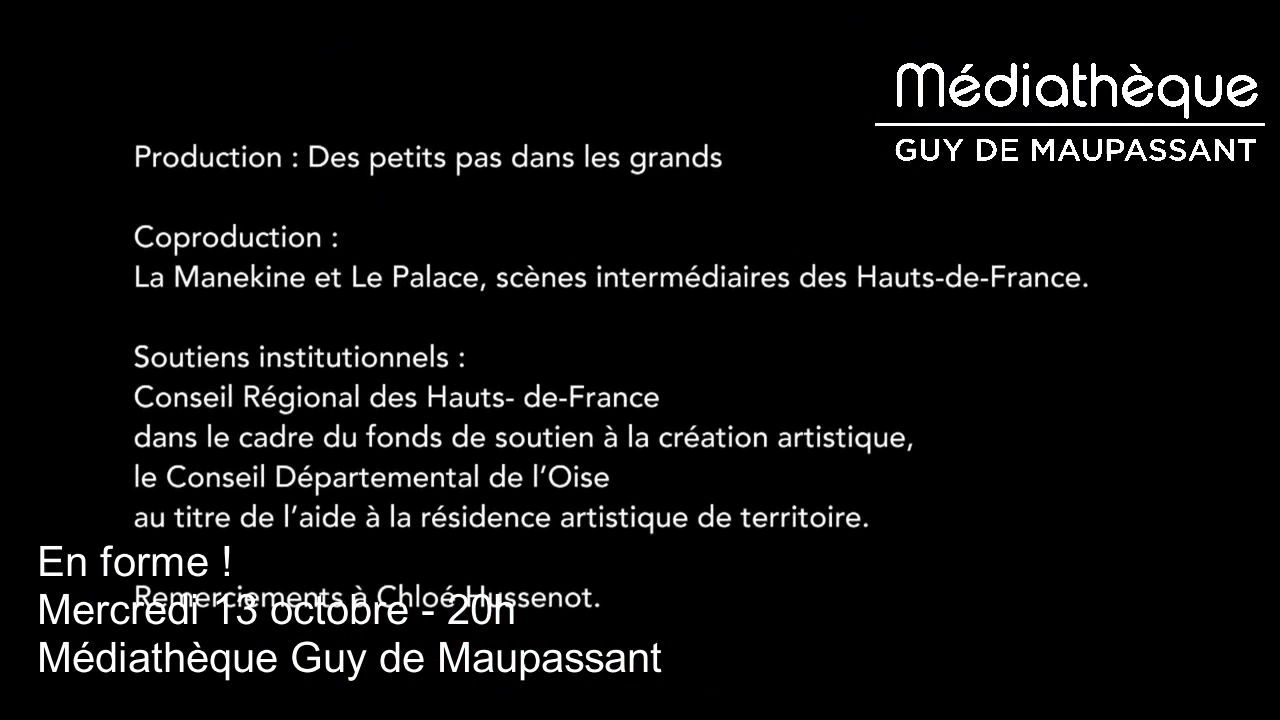 Médiathèque
GUY DE MAUPASSANT
Production : Des petits pas dans les grands
Coproduction :
La Manekine et Le Palace, scènes intermédiaires des Hauts-de-France.
Soutiens institutionnels :
Conseil Régional des Hauts- de-France
dans le cadre du fonds de soutien à la création artistique,
le Conseil Départemental de l’Oise
au titre de l’aide à la résidence artistique de territoire.
Remerciements à Chloé Hussenot.
En forme !
Mercredi 13 octobre - 20h
Médiathèque Guy de Maupassant